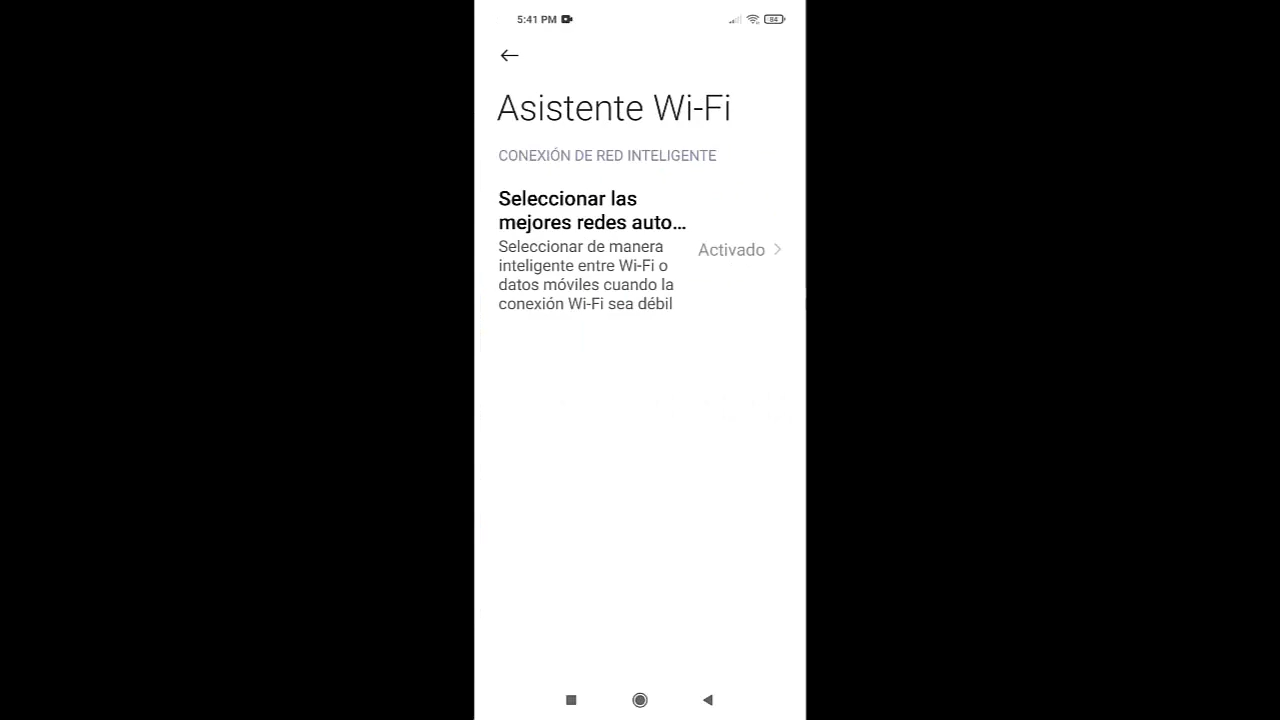 5:41 PM
84
Asistente Wi-Fi
CONEXIÓN DE RED INTELIGENTE
Seleccionar las
mejores redes auto...
Seleccionar de manera
inteligente entre Wi-Fi o
datos móviles cuando la
conexión Wi-Fi sea débil
Activado